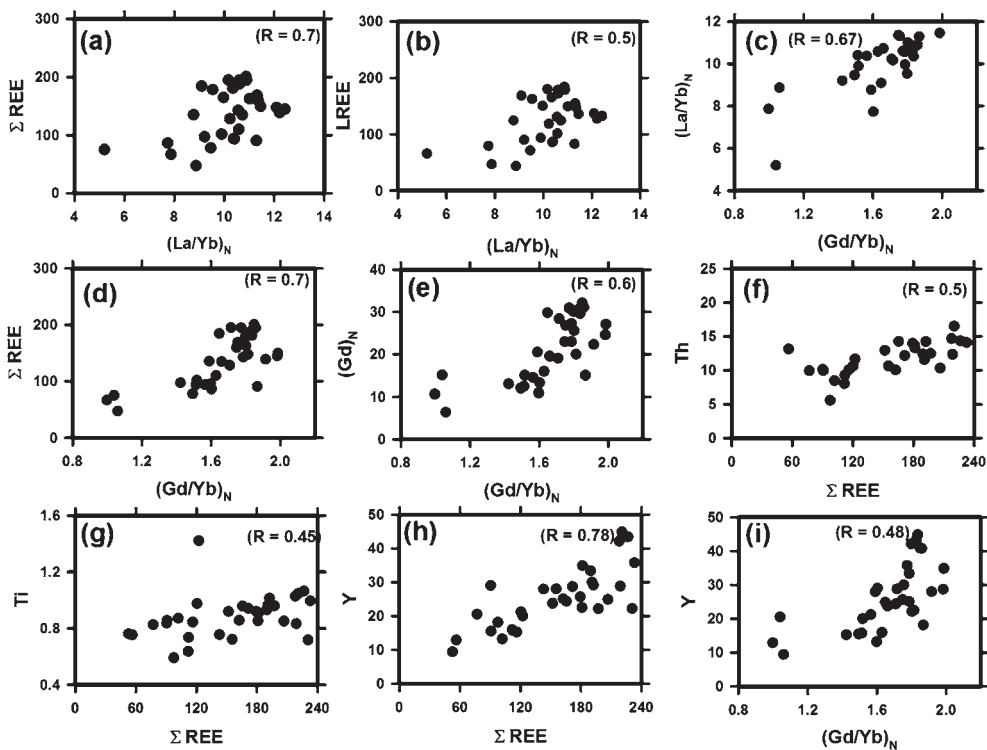 (a)
(R = 0.7)
Σ REE
300
200
100
0
4 6 8 10 12 14
(La/Yb)N
(b)
(R = 0.5)
LREE
300
200
100
0
4 6 8 10 12 14
(La/Yb)N
(c)
(R = 0.67)
(La/Yb)N
12
10
8
6
4
0.8 1.2 1.6 2.0
(Gd/Yb)N
(d)
(R = 0.7)
Σ REE
300
200
100
0
0.8 1.2 1.6 2.0
(Gd/Yb)N
(e)
(R = 0.6)
(Gd)N
40
30
20
10
0
0.8 1.2 1.6 2.0
(Gd/Yb)N
(f)
(R = 0.5)
Th
25
20
15
10
5
0
0 60 120 180 240
Σ REE
(g)
(R = 0.45)
Ti
1.6
1.2
0.8
0.4
0 60 120 180 240
Σ REE
(h)
(R = 0.78)
Y
50
40
30
20
10
0
0 60 120 180 240
Σ REE
(i)
(R = 0.48)
Y
50
40
30
20
10
0
0.8 1.2 1.6 2.0
(Gd/Yb)N